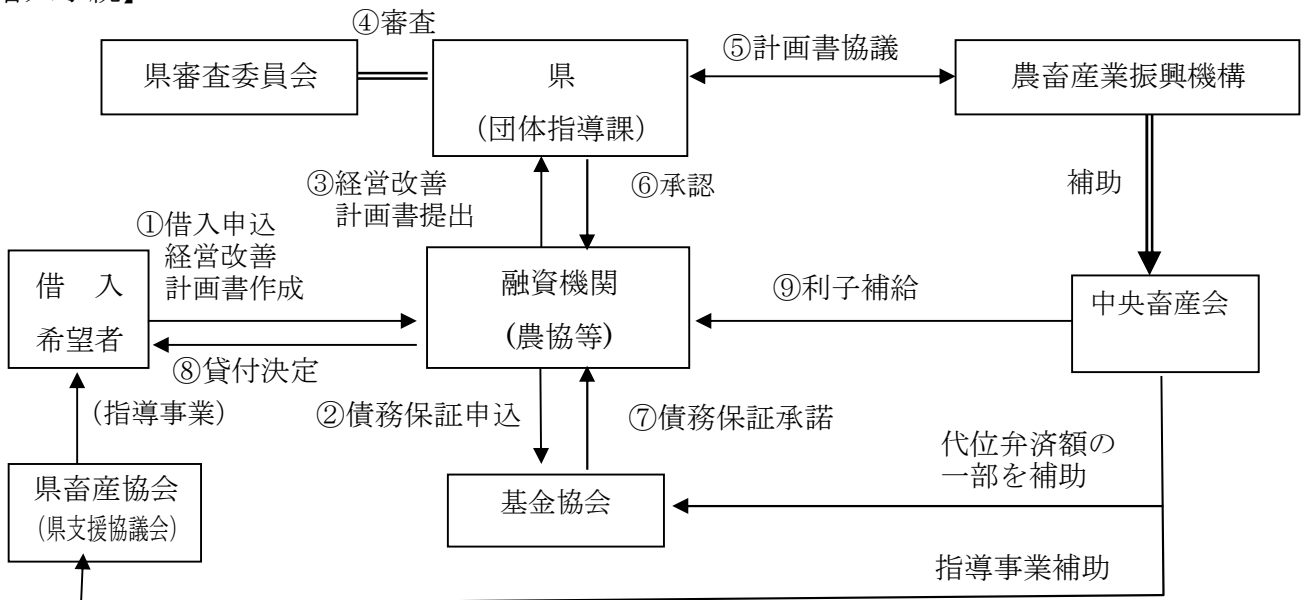 ④審査
県審査委員会
県
(団体指導課)
⑤計画書協議
農畜産業振興機構
③経営改善
計画書提出
⑥承認
補助
①借入申込
経営改善
計画書作成
借　入
希望者
融資機関
(農協等)
⑨利子補給
中央畜産会
⑧貸付決定
(指導事業)
②債務保証申込
⑦債務保証承諾
代位弁済額の
一部を補助
県畜産協会
(県支援協議会)
基金協会
指導事業補助